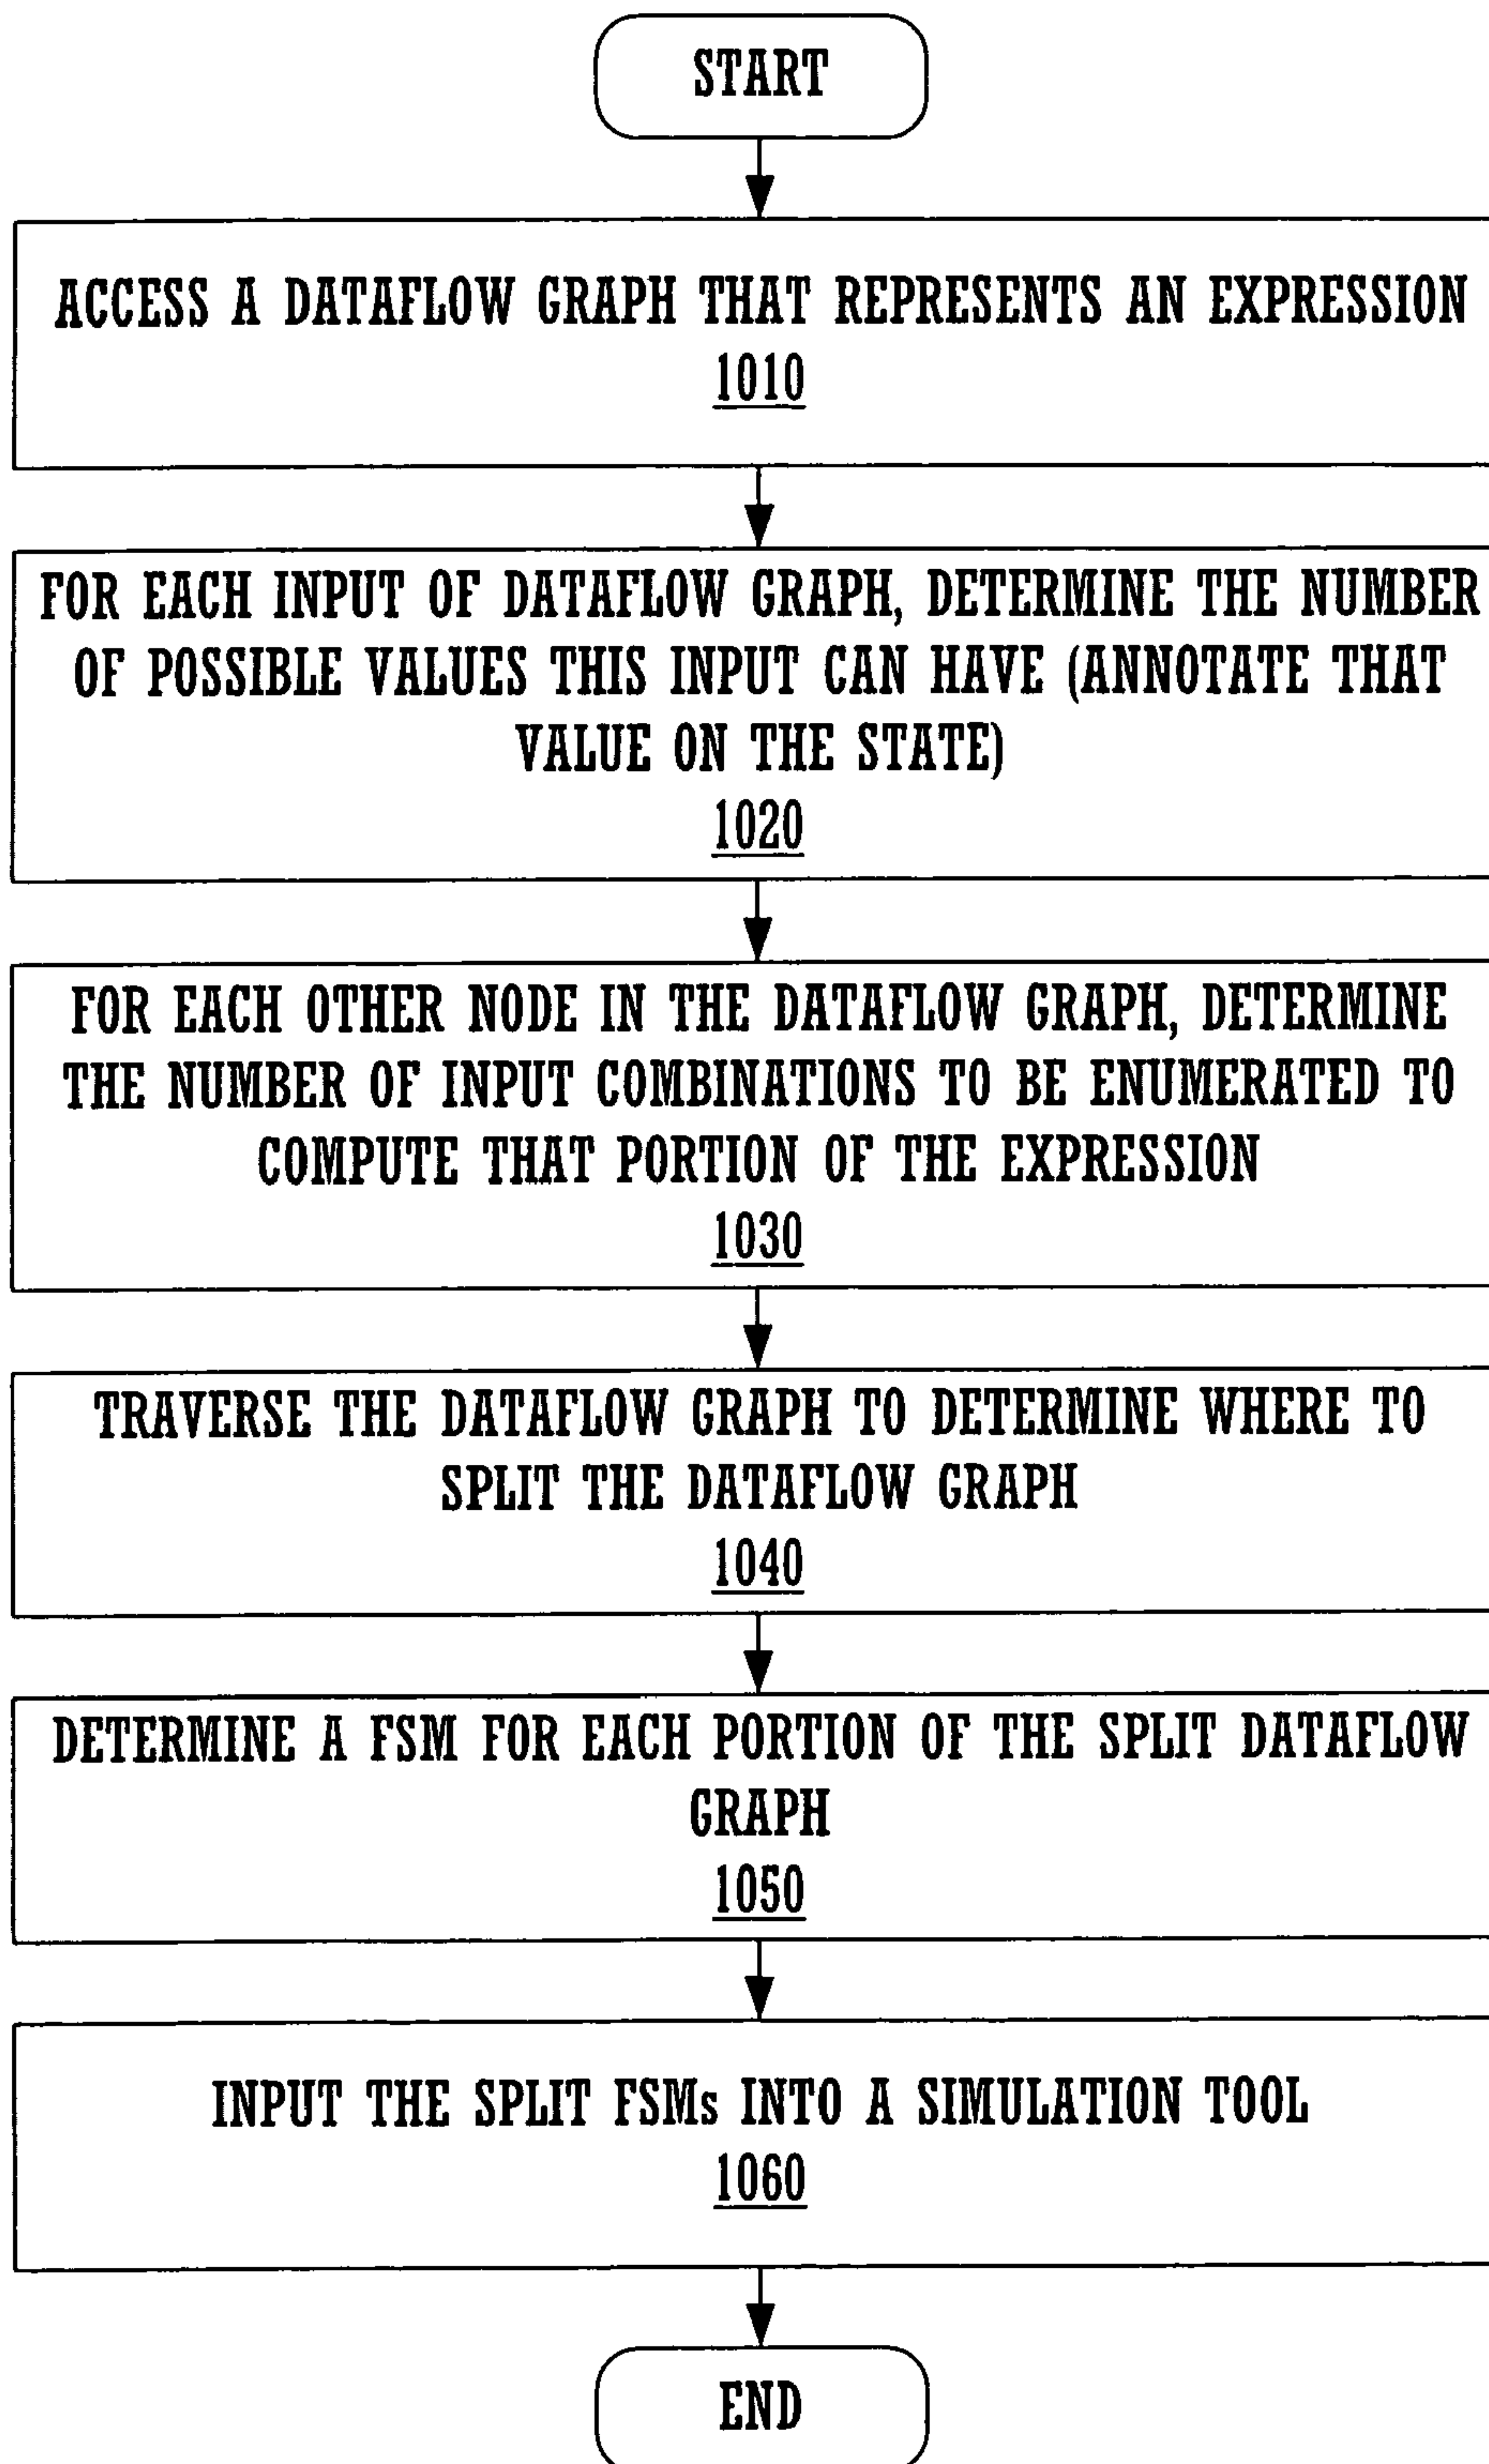 START
ACCESS A DATAFLOW GRAPH THAT REPRESENTS AN EXPRESSION
1010
FOR EACH INPUT OF DATAFLOW GRAPH, DETERMINE THE NUMBER
OF POSSIBLE VALUES THIS INPUT CAN HAVE (ANNOTATE THAT
VALUE ON THE STATE)
1020
FOR EACH OTHER NODE IN THE DATAFLOW GRAPH, DETERMINE
THE NUMBER OF INPUT COMBINATIONS TO BE ENUMERATED TO
COMPUTE THAT PORTION OF THE EXPRESSION
1030
TRAVERSE THE DATAFLOW GRAPH TO DETERMINE WHERE TO
SPLIT THE DATAFLOW GRAPH
1040
DETERMINE A FSM FOR EACH PORTION OF THE SPLIT DATAFLOW
GRAPH
1050
INPUT THE SPLIT FSMs INTO A SIMULATION TOOL
1060
END